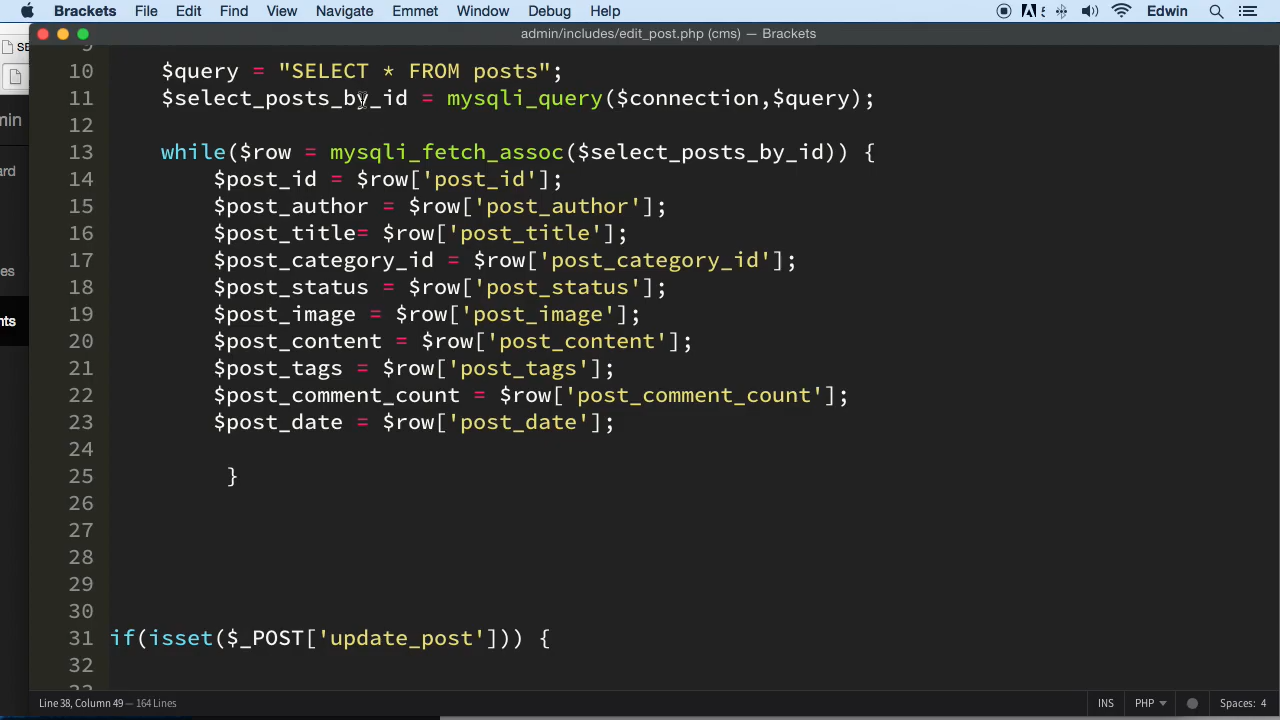 Brackets File Edit Find View Navigate Emmet Window Debug Help Edwin
admin/includes/edit_post.php (cms) — Brackets
9
10 $query = "SELECT * FROM posts";
11 $select_posts_by_id = mysqli_query($connection,$query);
12
13 while($row = mysqli_fetch_assoc($select_posts_by_id)) {
14 $post_id = $row['post_id'];
15 $post_author = $row['post_author'];
16 $post_title= $row['post_title'];
17 $post_category_id = $row['post_category_id'];
18 $post_status = $row['post_status'];
19 $post_image = $row['post_image'];
20 $post_content = $row['post_content'];
21 $post_tags = $row['post_tags'];
22 $post_comment_count = $row['post_comment_count'];
23 $post_date = $row['post_date'];
24
25 }
26
27
28
29
30
31 if(isset($_POST['update_post'])) {
32
Line 38, Column 49 — 164 Lines INS PHP Spaces: 4